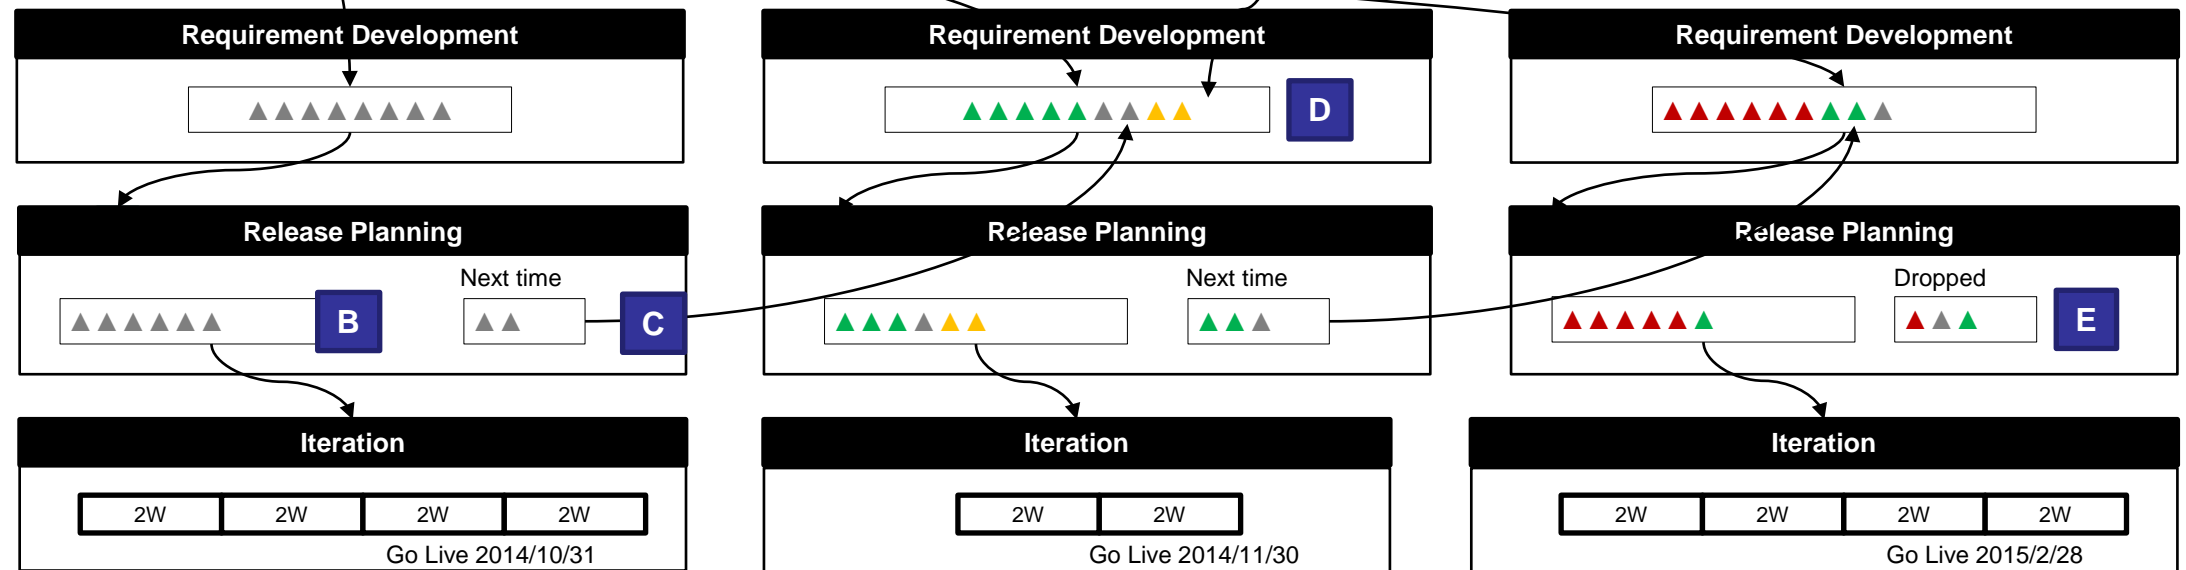 Requirement Development
Requirement Development
Requirement Development
D
Release Planning
Release Planning
Release Planning
Next time
Next time
Dropped
B
C
E
Iteration
Iteration
Iteration
2W 2W 2W 2W
2W 2W
2W 2W 2W 2W
Go Live 2014/10/31
Go Live 2014/11/30
Go Live 2015/2/28